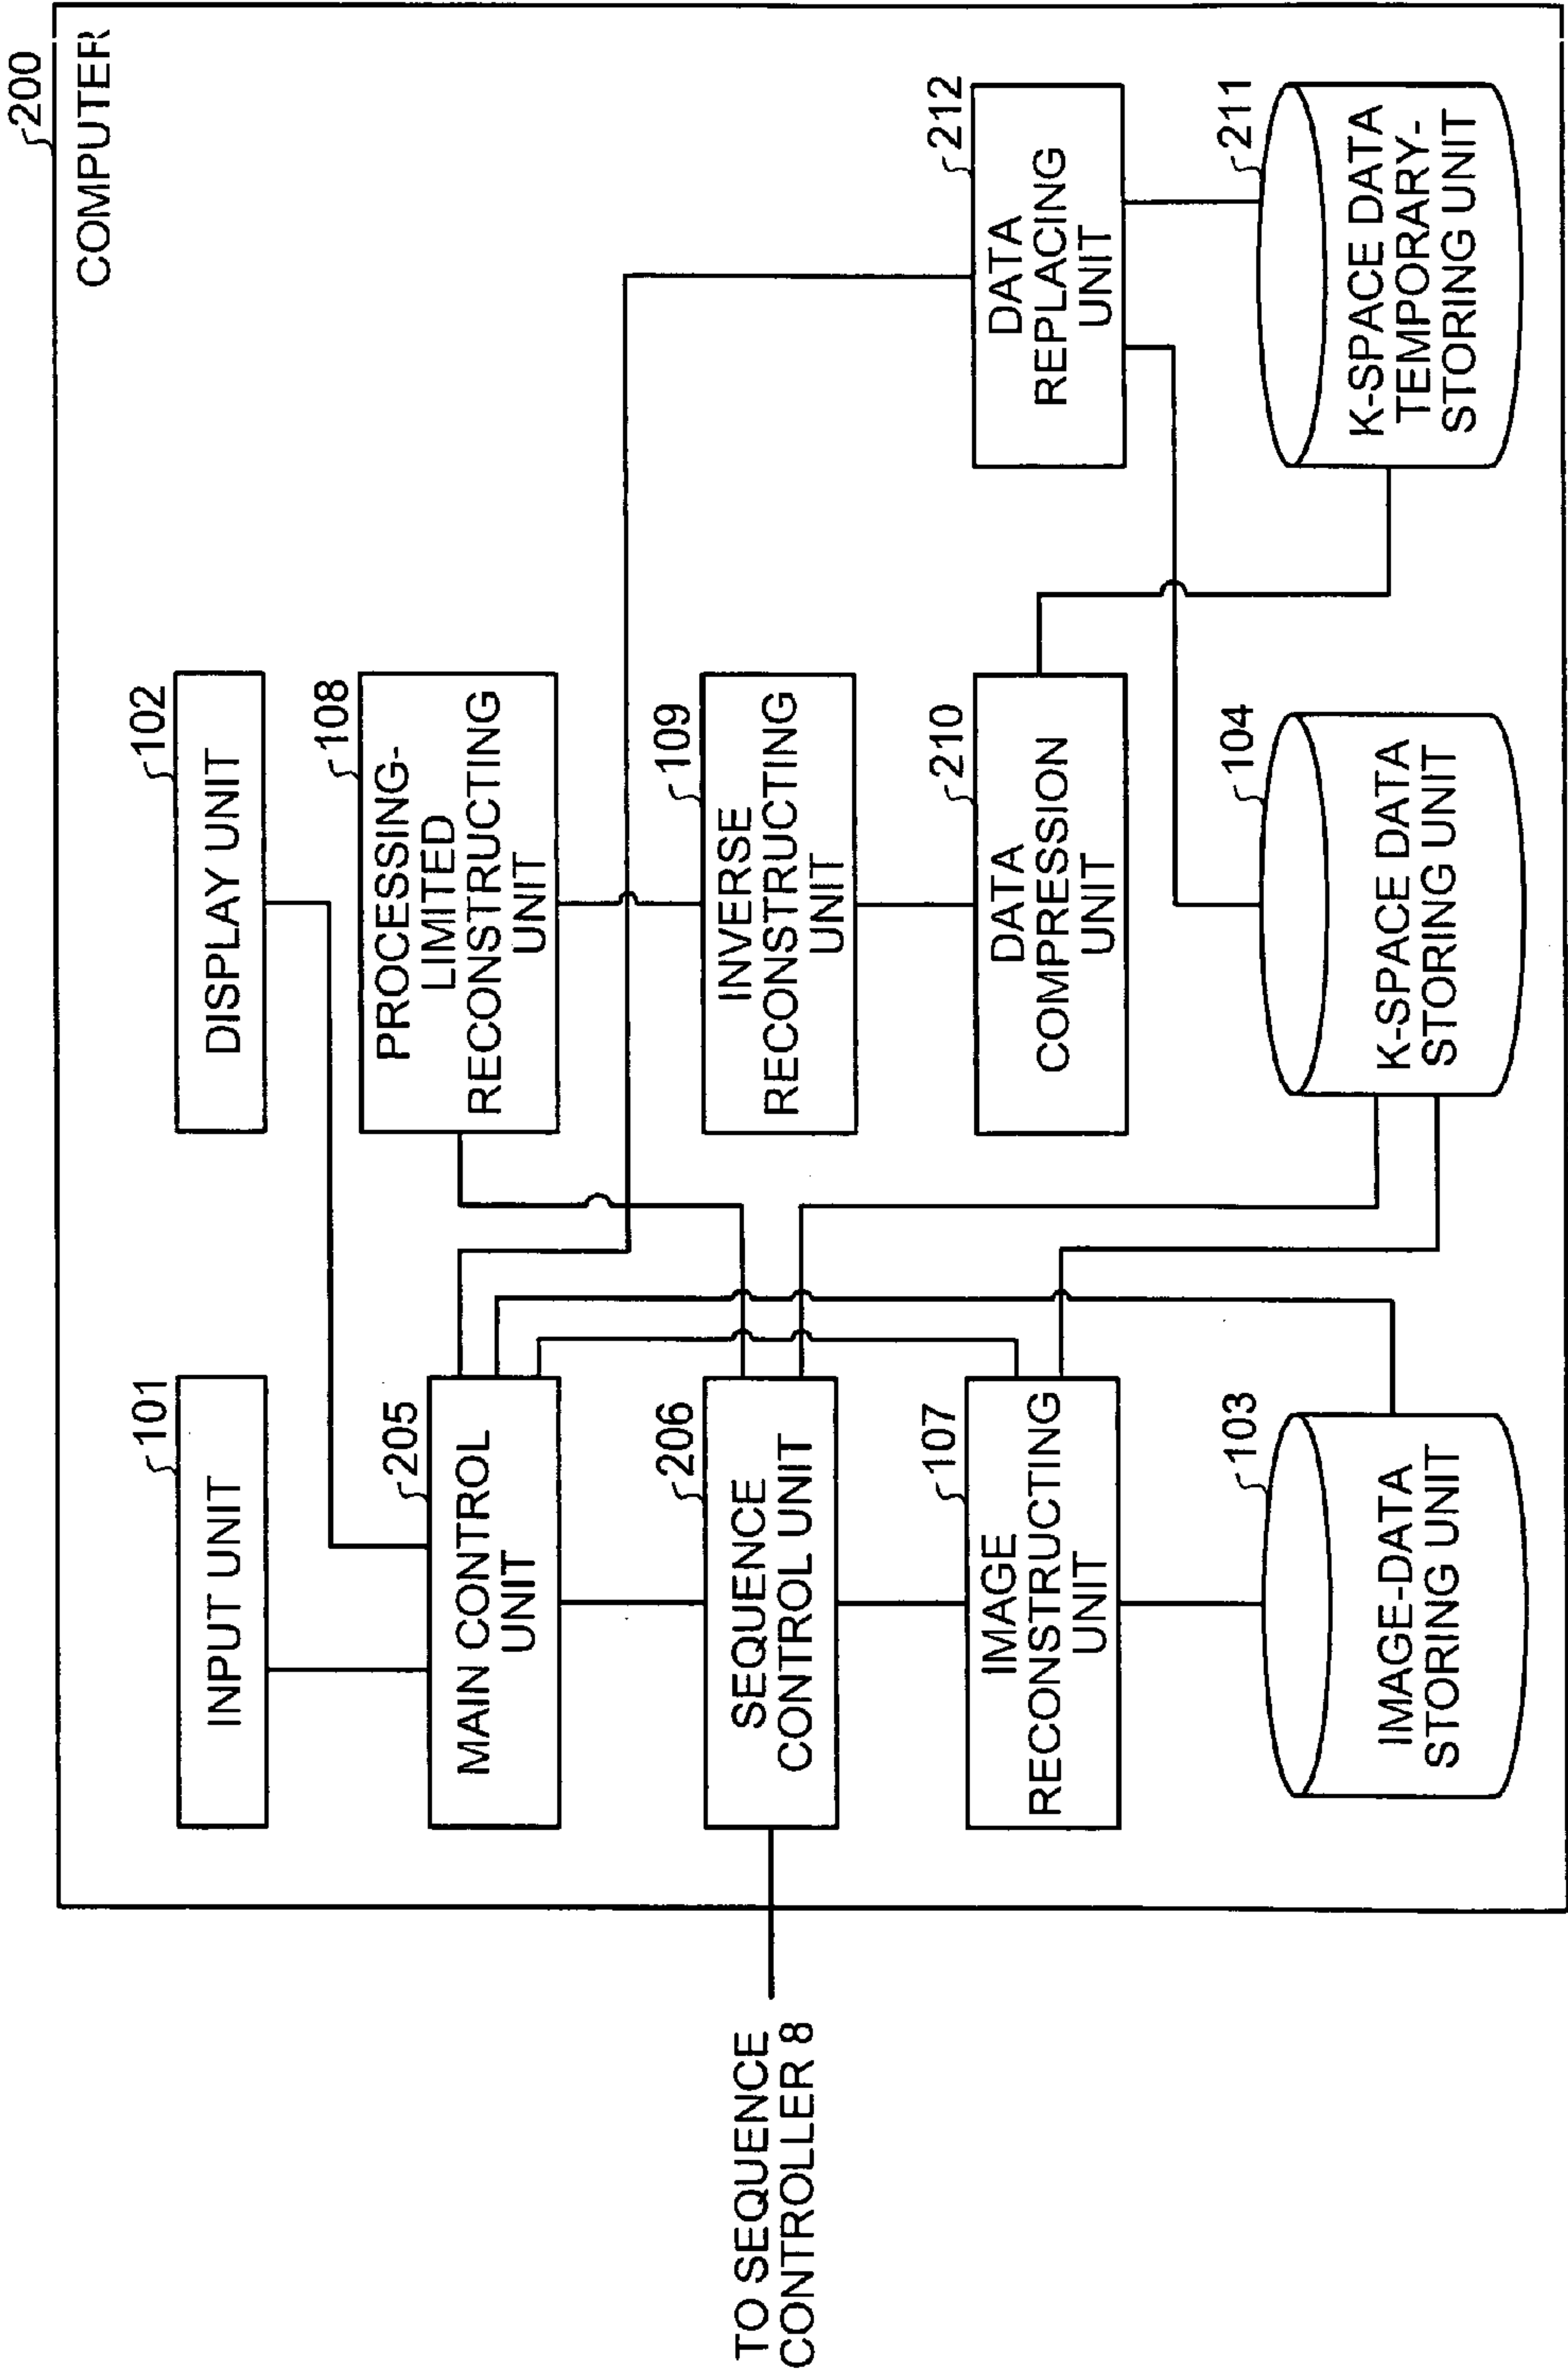 200
COMPUTER
101
INPUT UNIT
102
DISPLAY UNIT
205
MAIN CONTROL
UNIT
108
PROCESSING-
LIMITED
RECONSTRUCTING
UNIT
206
SEQUENCE
CONTROL UNIT
109
INVERSE
RECONSTRUCTING
UNIT
107
IMAGE
RECONSTRUCTING
UNIT
210
DATA
COMPRESSION
UNIT
212
DATA
REPLACING
UNIT
103
IMAGE-DATA
STORING UNIT
104
K-SPACE DATA
STORING UNIT
211
K-SPACE DATA
TEMPORARY-
STORING UNIT
TO SEQUENCE
CONTROLLER 8